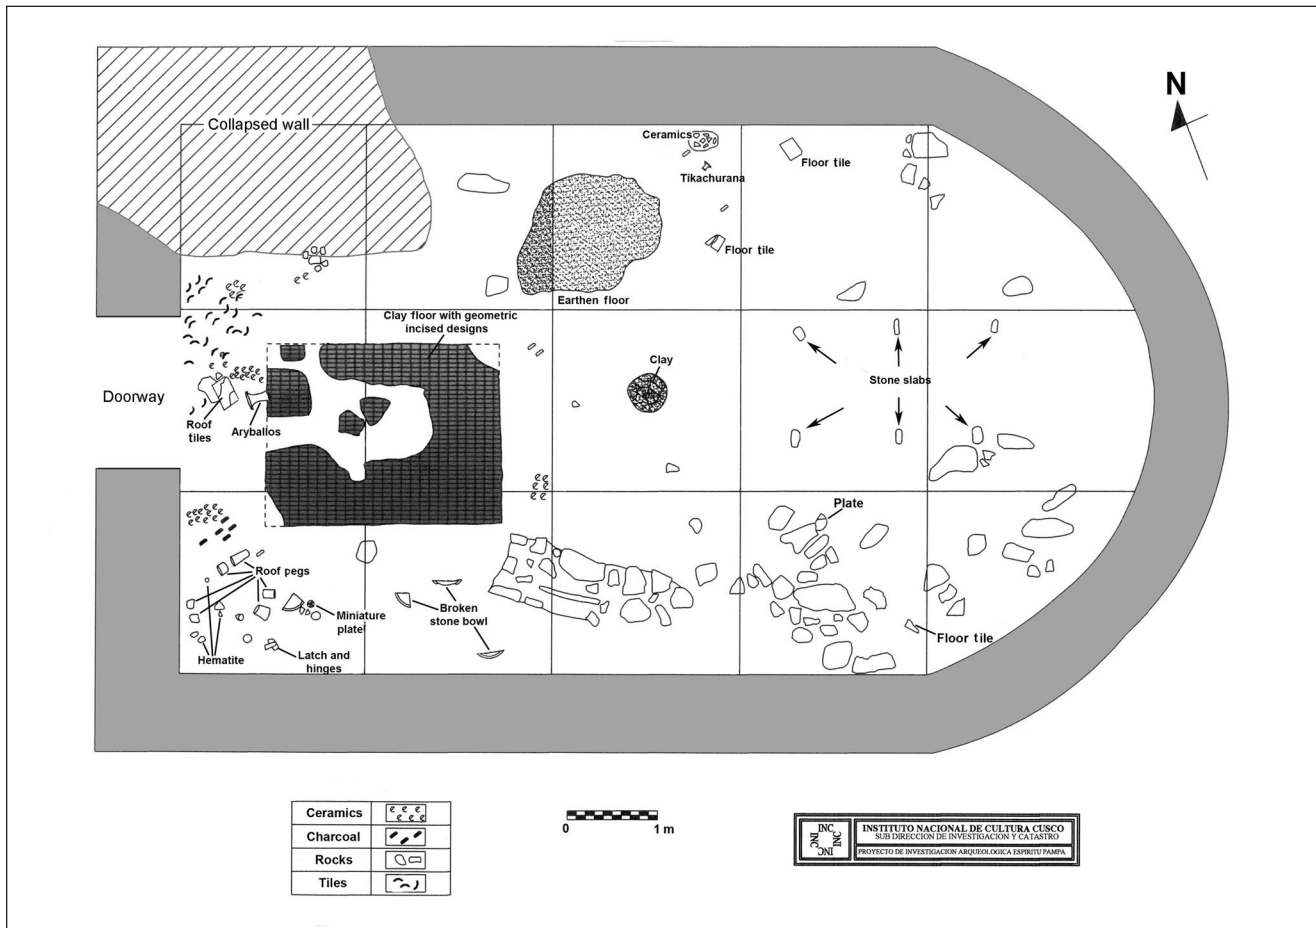 N
Collapsed wall
Ceramics
Floor tile
Tikachurana
Floor tile
Earthen floor
Clay floor with geometric
incised designs
Clay
Stone slabs
Doorway
Roof
tiles
Aryballos
Plate
Roof pegs
Miniature
plate
Broken
stone bowl
Floor tile
Hematite
Latch and
hinges
Ceramics
Charcoal
Rocks
Tiles
0 1 m
INC
INC
INC
INC
INSTITUTO NACIONAL DE CULTURA CUSCO
SUB DIRECCION DE INVESTIGACION Y CATASTRO
PROYECTO DE INVESTIGACION ARQUEOLOGICA ESPIRITU PAMPA